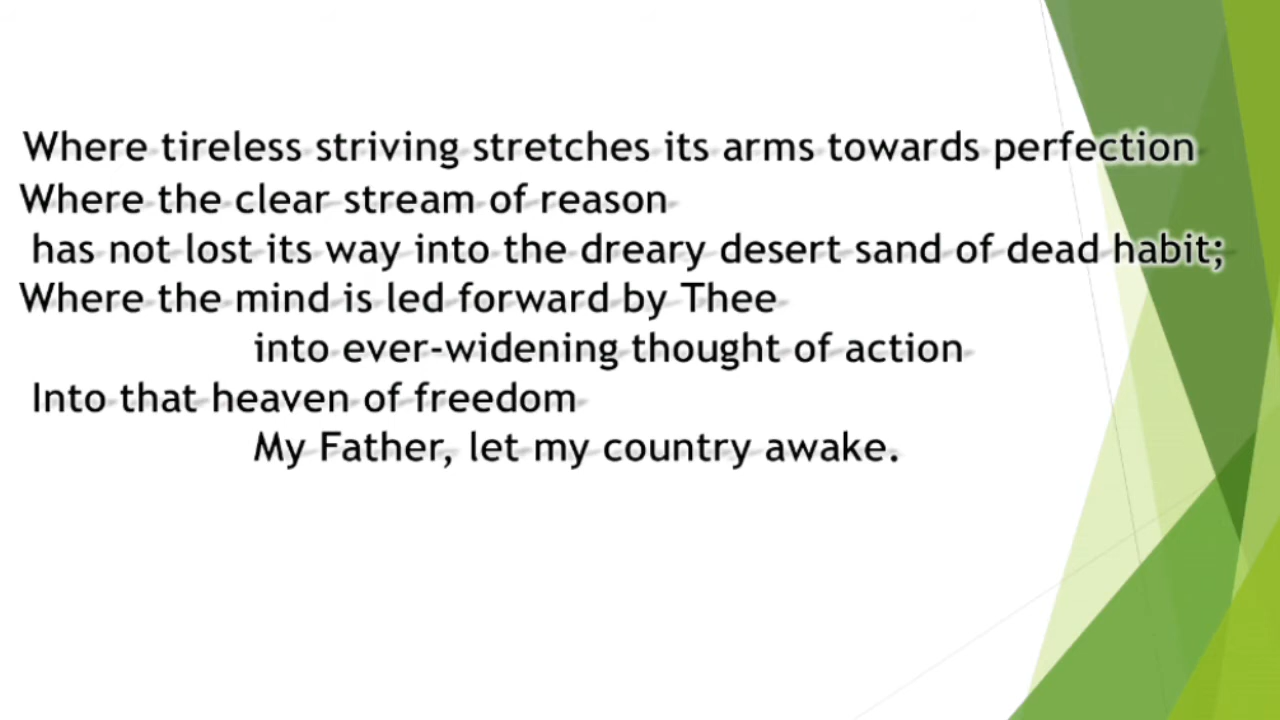 Where tireless striving stretches its arms towards perfection
Where the clear stream of reason
has not lost its way into the dreary desert sand of dead habit;
Where the mind is led forward by Thee
into ever-widening thought of action
Into that heaven of freedom
My Father, let my country awake.